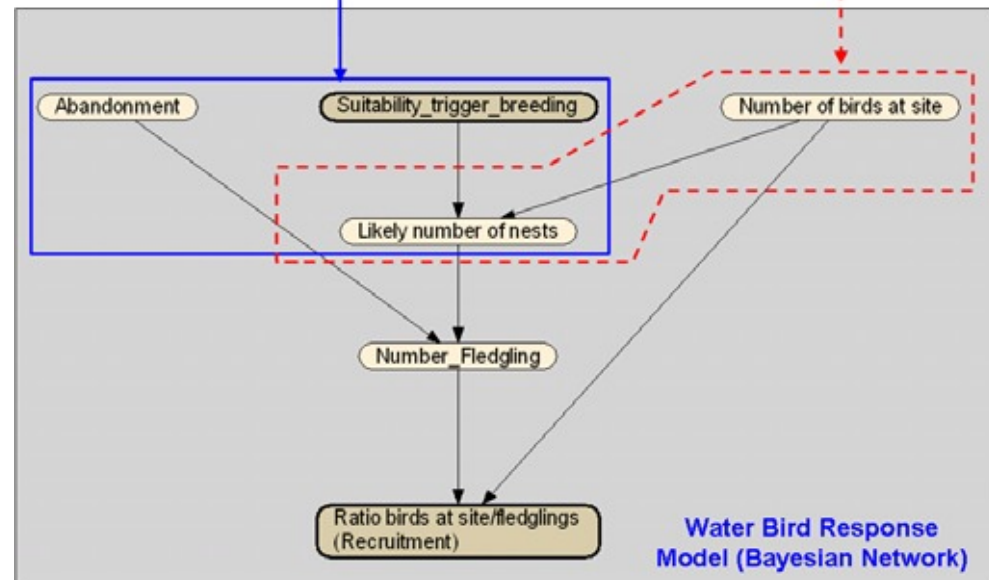 Abandonment
Suitability_trigger_breeding
Number of birds at site
Likely number of nests
Number_Fledgling
Ratio birds at site/fledglings
(Recruitment)
Water Bird Response
Model (Bayesian Network)